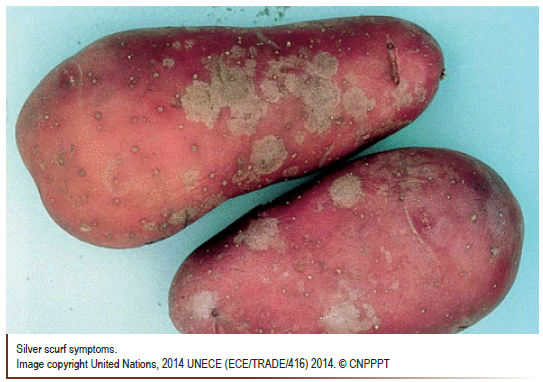 Silver scurf symptoms.
Image copyright United Nations, 2014 UNECE (ECE/TRADE/416) 2014. © CNPPPT